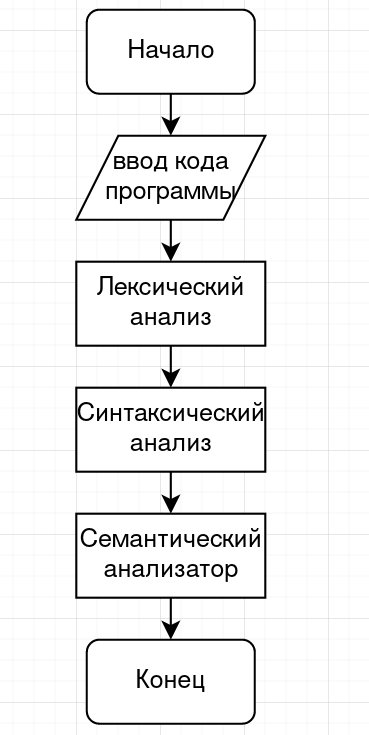 Начало
ввод кода
программы
Лексический
анализ
Синтаксический
анализ
Семантический
анализатор
Конец